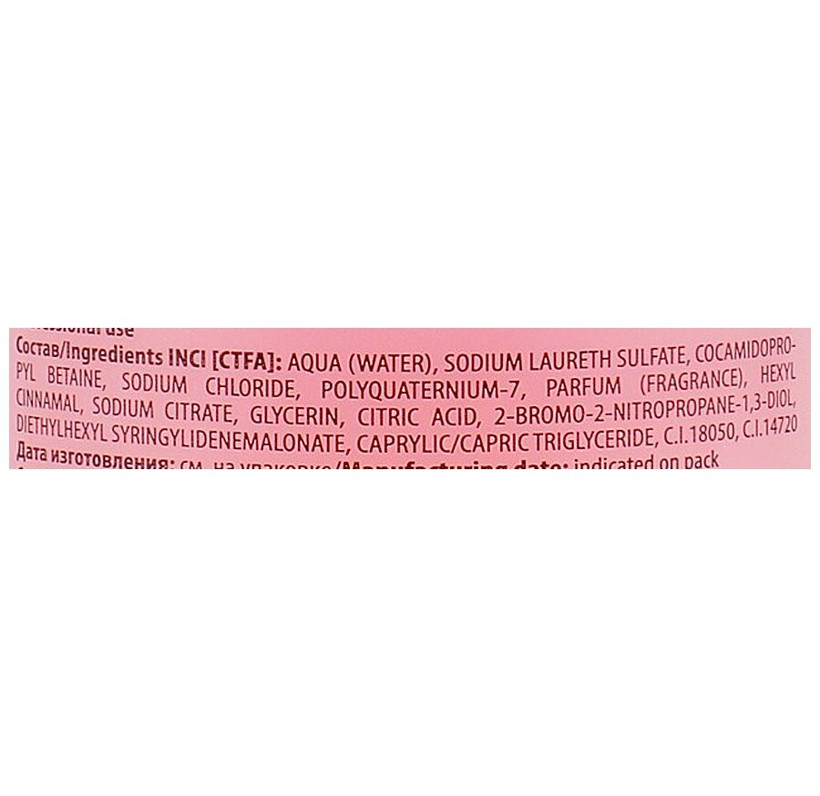 use
Состав/Ingredients INCI [CTFA]: AQUA (WATER), SODIUM LAURETH SULFATE, COCAMIDOPRO-
PYL BETAINE, SODIUM CHLORIDE, POLYQUATERNIUM-7, PARFUM (FRAGRANCE), HEXYL
CINNAMAL, SODIUM CITRATE, GLYCERIN, CITRIC ACID, 2-BROMO-2-NITROPROPANE-1,3-DIOL,
DIETHYLHEXYL SYRINGYLIDENEMALONATE, CAPRYLIC/CAPRIC TRIGLYCERIDE, C.I.18050, C.I.14720
Дата изготовления: см. на упаковке/Manufacturing date: indicated on pack